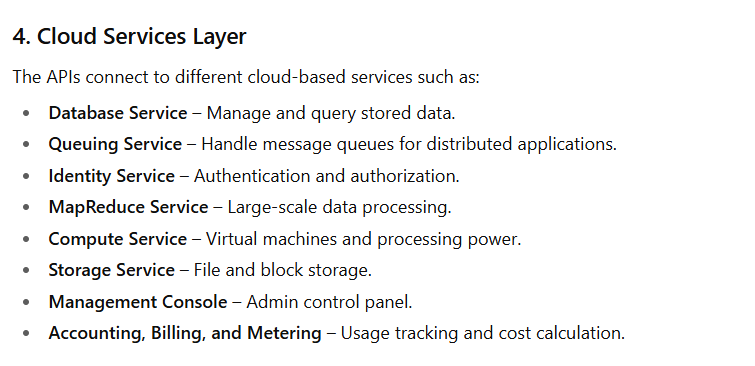 4. Cloud Services Layer
The APIs connect to different cloud-based services such as:
• Database Service – Manage and query stored data.
• Queuing Service – Handle message queues for distributed applications.
• Identity Service – Authentication and authorization.
• MapReduce Service – Large-scale data processing.
• Compute Service – Virtual machines and processing power.
• Storage Service – File and block storage.
• Management Console – Admin control panel.
• Accounting, Billing, and Metering – Usage tracking and cost calculation.